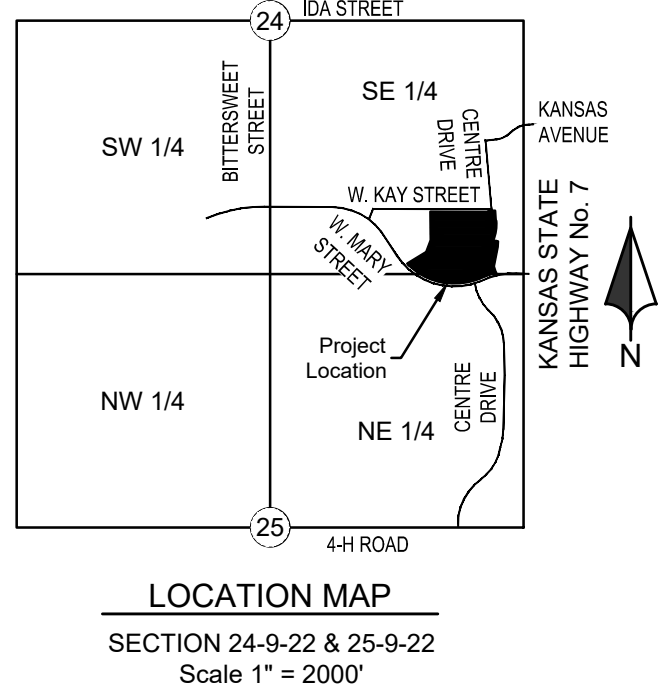 IDA STREET
24
BITTERSWEET
STREET
SE 1/4
SW 1/4
CENTRE
DRIVE
KANSAS
AVENUE
W. KAY STREET
W. MARY
STREET
KANSAS STATE
HIGHWAY No. 7
N
Project
Location
NW 1/4
NE 1/4
CENTRE
DRIVE
25
4-H ROAD
LOCATION MAP
SECTION 24-9-22 & 25-9-22
Scale 1" = 2000'